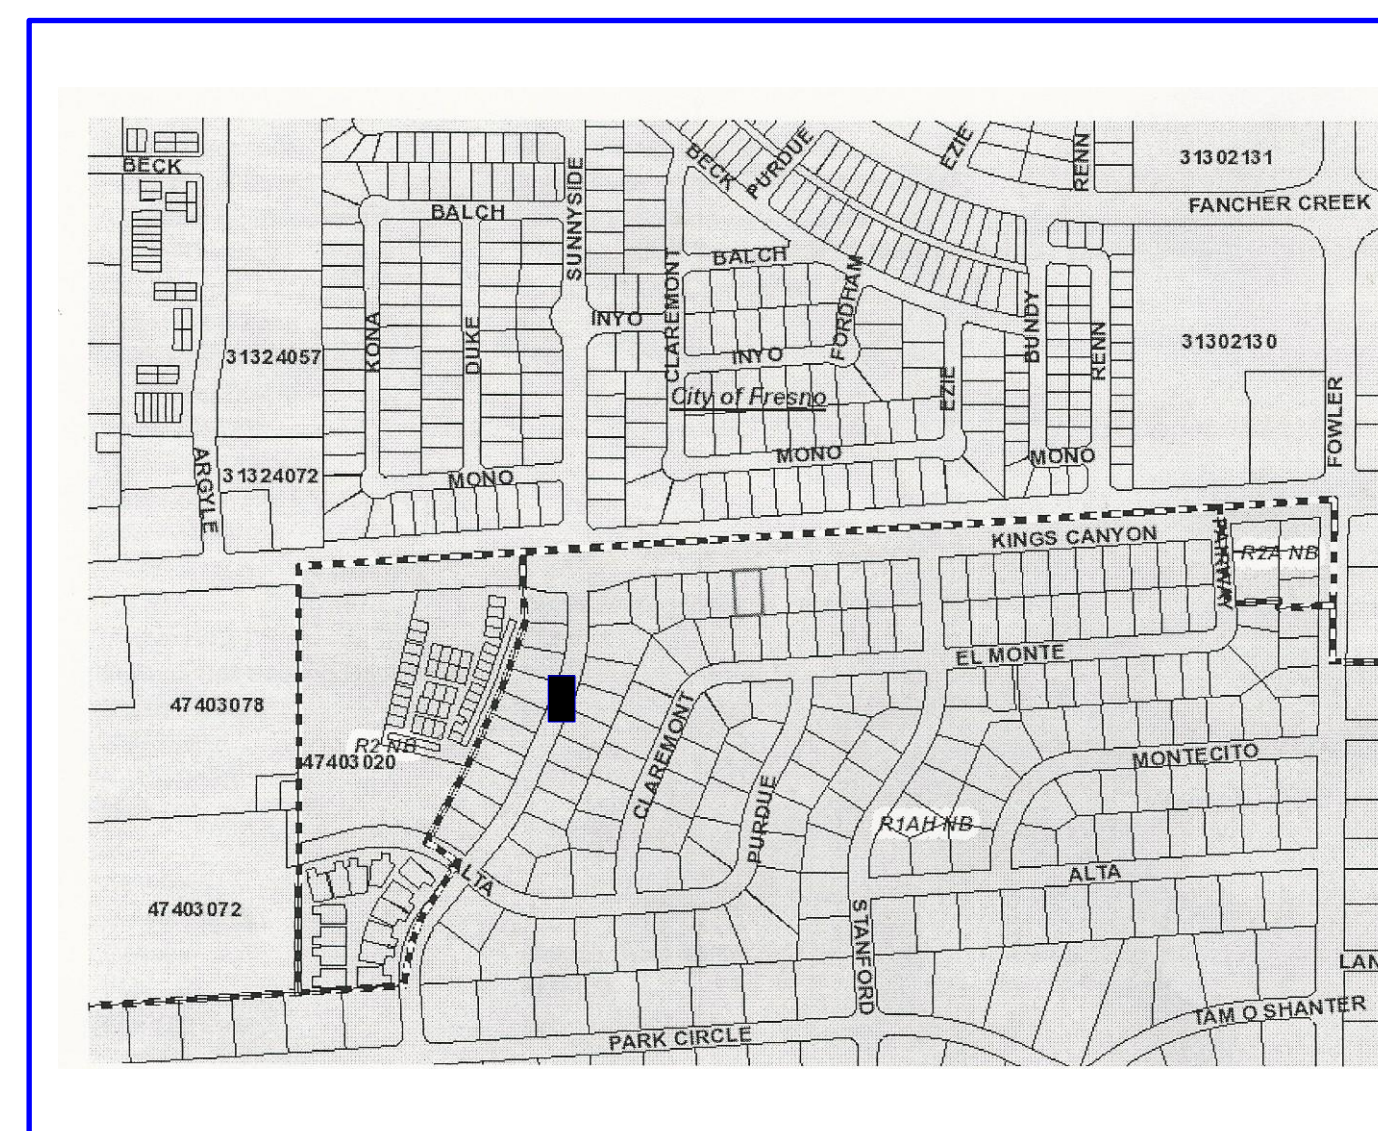 BECK
BALCH
SUNNYSIDE
BECK
PURDUE
EZIE
RENN
31302131
FANCHER CREEK
BALCH
CLAREMONT
FORDHAM
INYO
INYO
KONA
DUKE
31324057
BUNDY
RENN
31302130
EZIE
FOWLER
City of Fresno
MONO
MONO
MONO
31324072
ARGYLE
KINGS CANYON
PARKWAY
R2A NB
EL MONTE
47403078
R2 NB
47403020
CLAREMONT
PURDUE
MONTECITO
R1AH NB
ALTA
ALTA
47403072
STANFORD
LAN
TAM O SHANTER
PARK CIRCLE